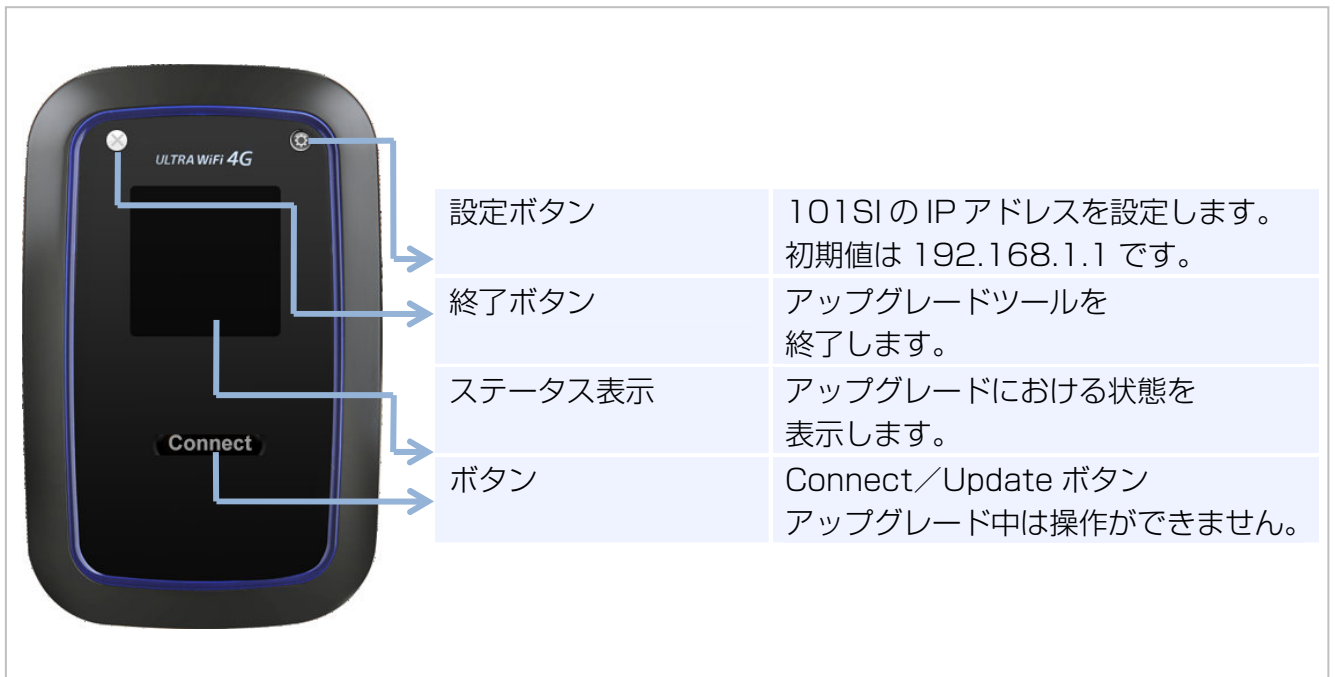 ULTRA WiFi 4G
Connect
設定ボタン
101SI の IP アドレスを設定します。
初期値は 192.168.1.1 です。
終了ボタン
アップグレードツールを
終了します。
ステータス表示
アップグレードにおける状態を
表示します。
ボタン
Connect／Update ボタン
アップグレード中は操作ができません。